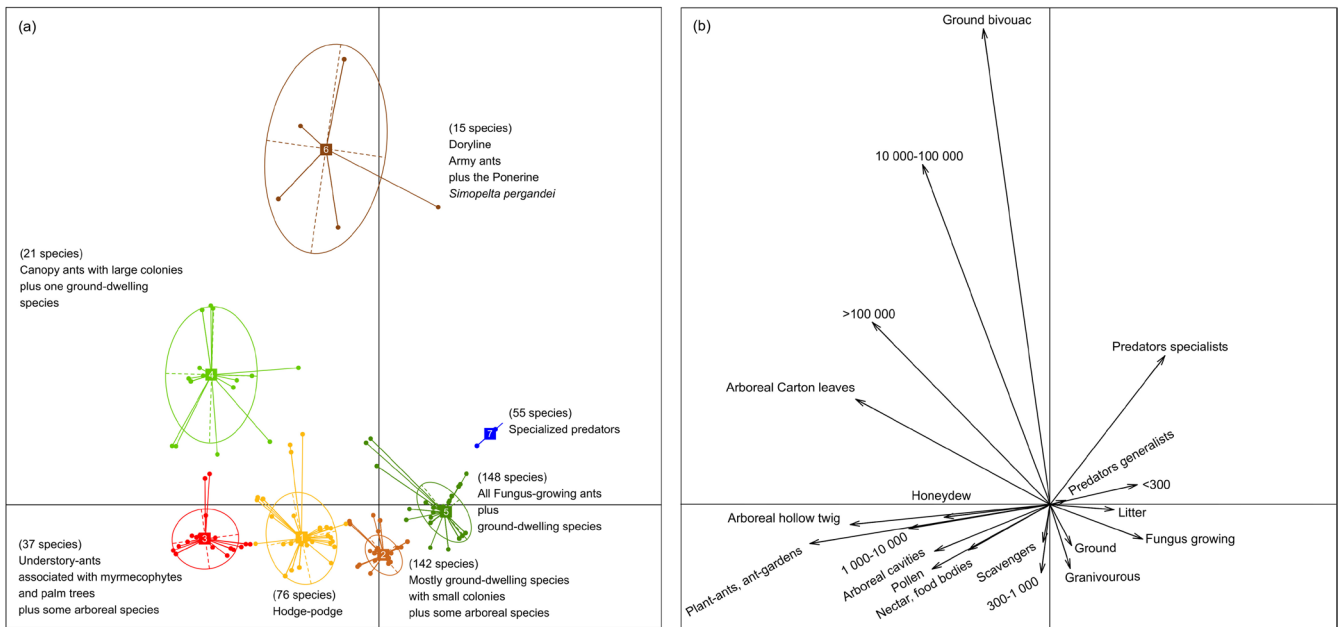 (a)
6
(15 species)
Doryline
Army ants
plus the Ponerine
Simopelta pergandei
(21 species)
Canopy ants with large colonies
plus one ground-dwelling
species
4
(55 species)
Specialized predators
7
(148 species)
All Fungus-growing ants
plus
ground-dwelling species
5
3
1
2
(37 species)
Understory-ants
associated with myrmecophytes
and palm trees
plus some arboreal species
(76 species)
Hodge-podge
(142 species)
Mostly ground-dwelling species
with small colonies
plus some arboreal species
(b)
Ground bivouac
10 000-100 000
>100 000
Predators specialists
Arboreal Carton leaves
Predators generalists
<300
Honeydew
Litter
Arboreal hollow twig
Fungus growing
Plant-ants, ant-gardens
1 000-10 000
Arboreal cavities
Pollen
Nectar, food bodies
Scavengers
300-1 000
Ground
Granivourous